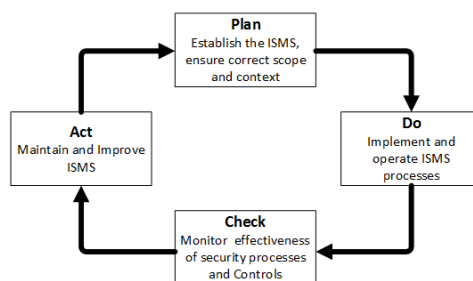 Plan
Establish the ISMS,
ensure correct scope
and context
Act
Maintain and Improve
ISMS
Do
Implement and
operate ISMS
processes
Check
Monitor effectiveness
of security processes
and Controls